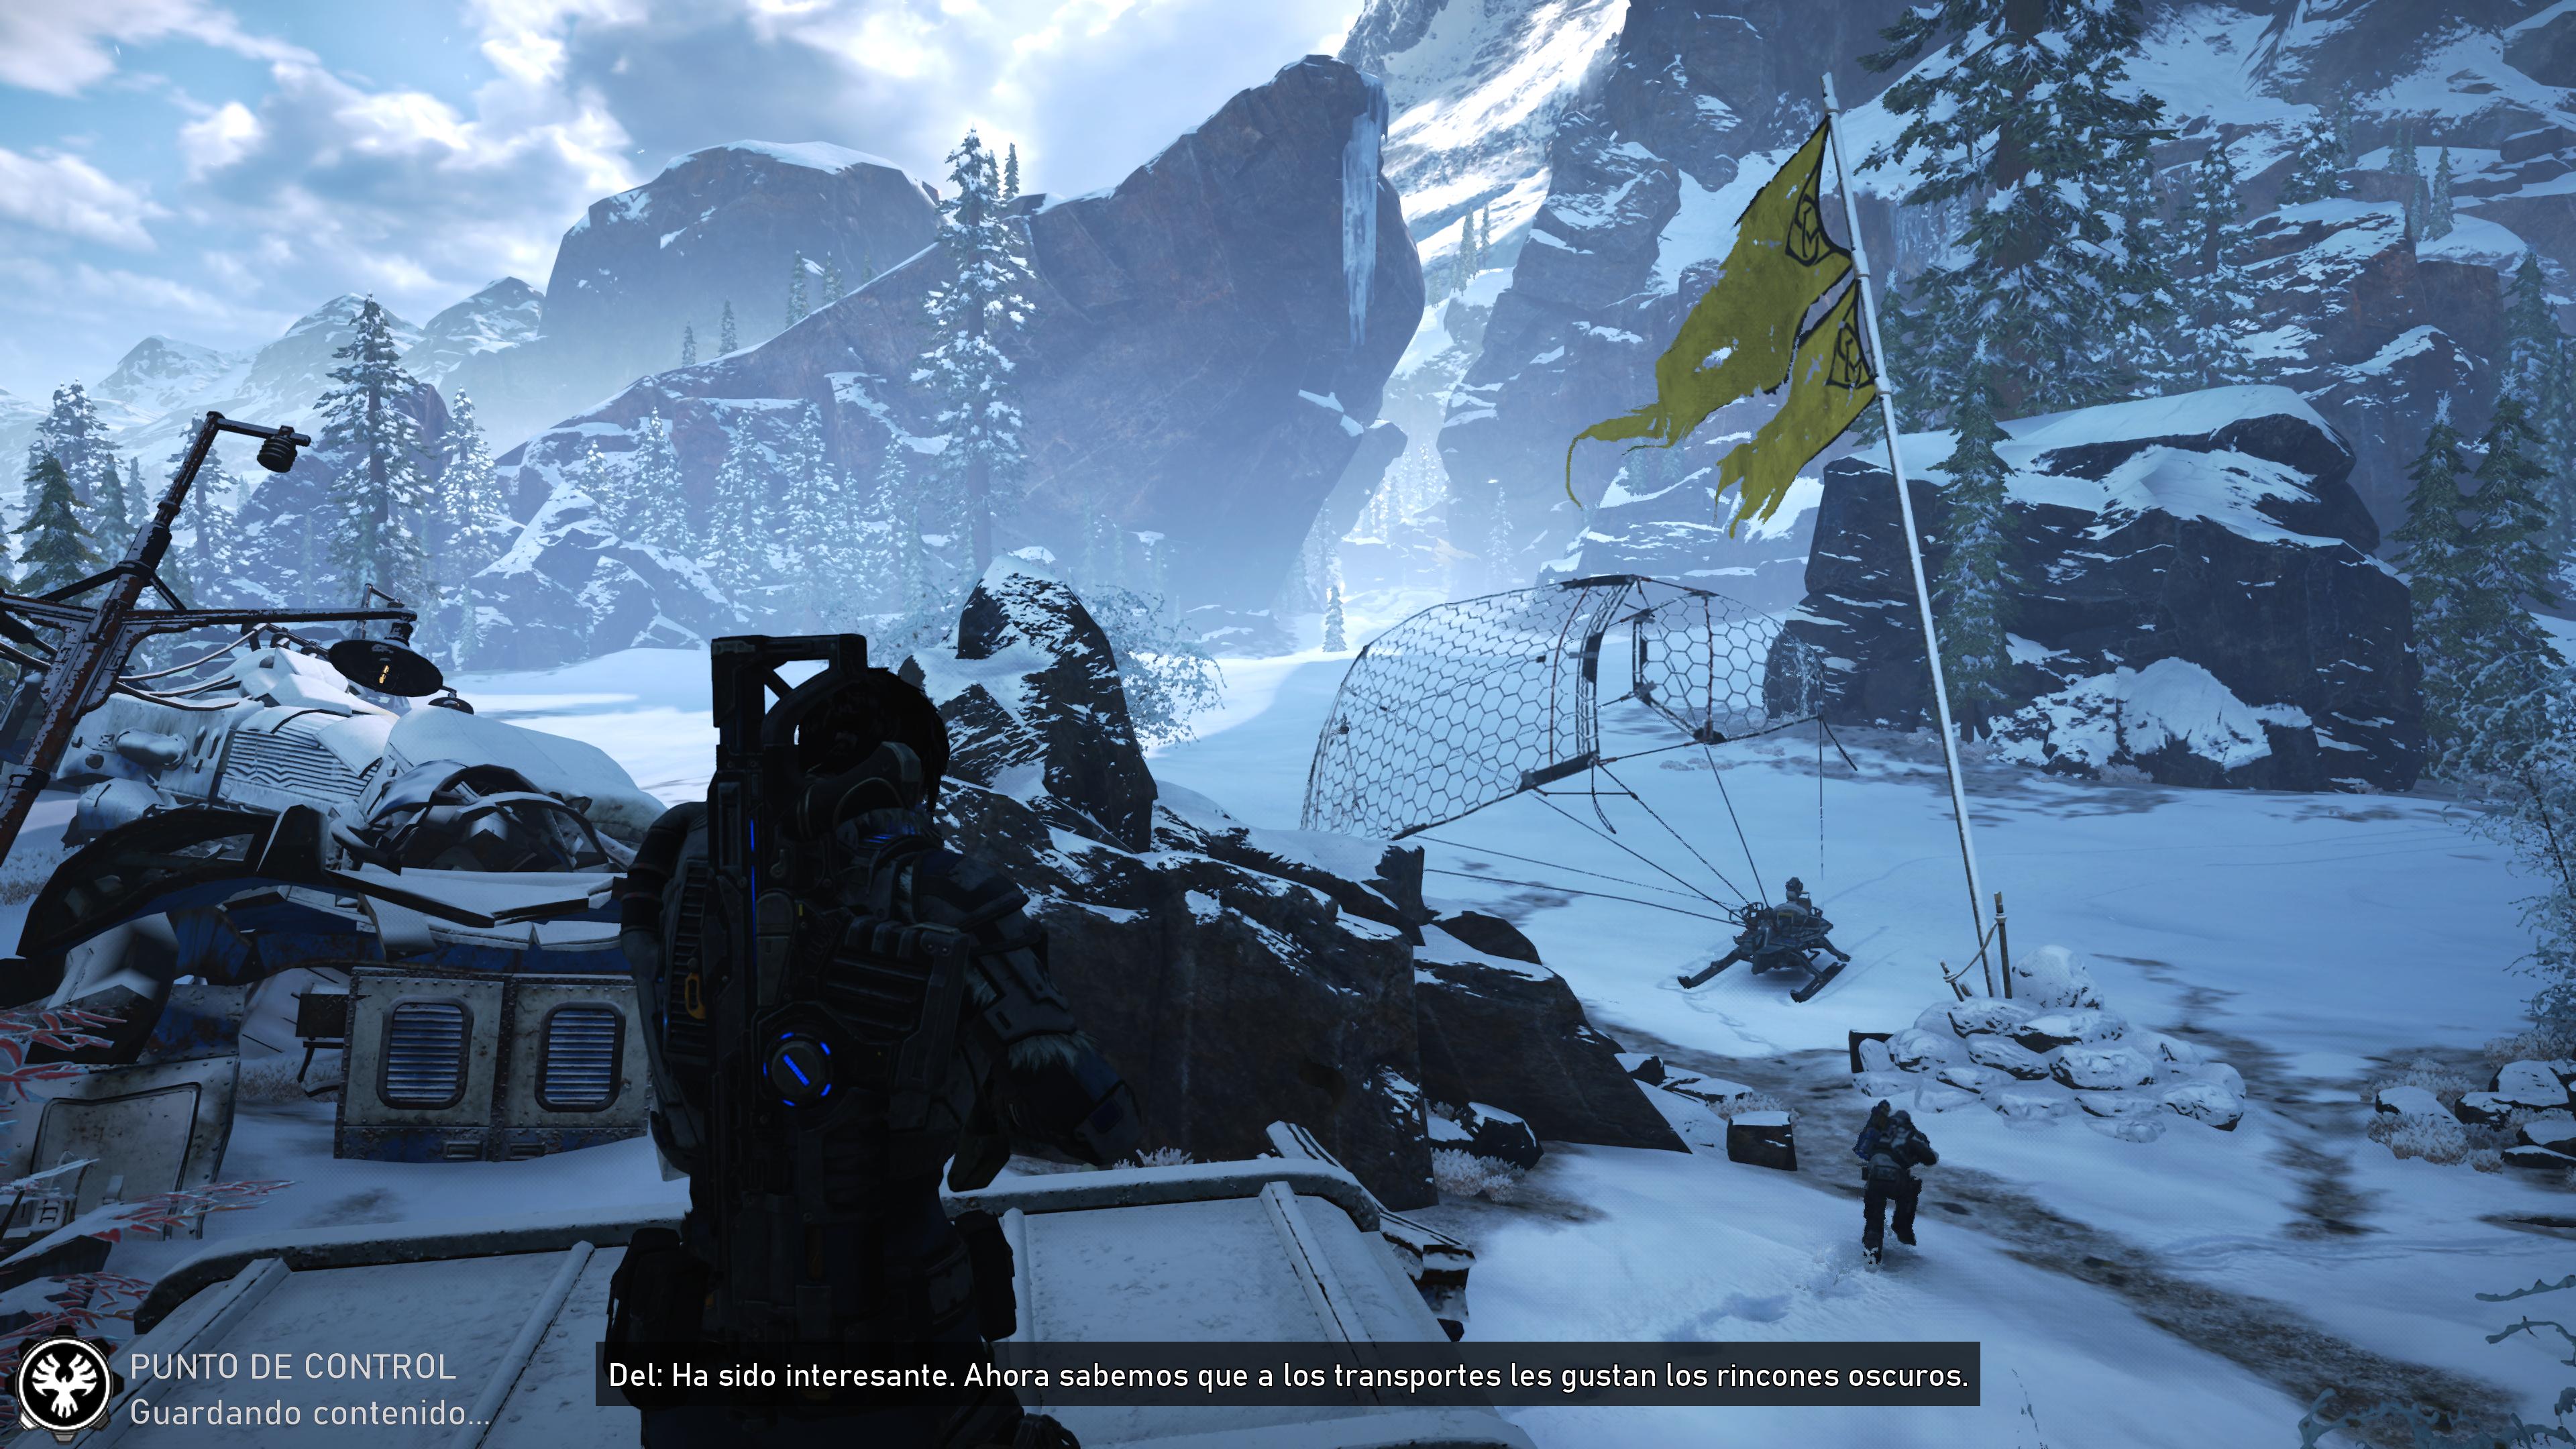 PUNTO DE CONTROL
Guardando contenido...
Del: Ha sido interesante. Ahora sabemos que a los transportes les gustan los rincones oscuros.